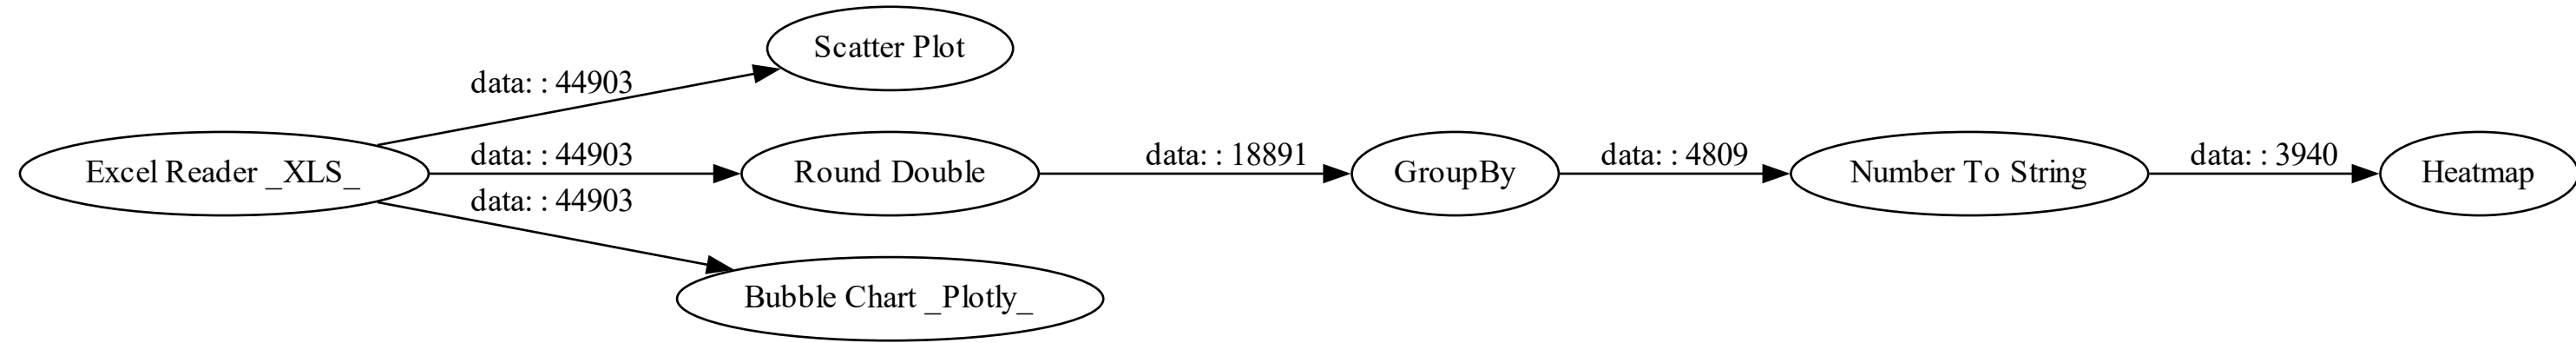 Scatter Plot
data: : 44903
Excel Reader _XLS_
data: : 44903
Round Double
data: : 18891
GroupBy
data: : 4809
Number To String
data: : 3940
Heatmap
data: : 44903
Bubble Chart _Plotly_